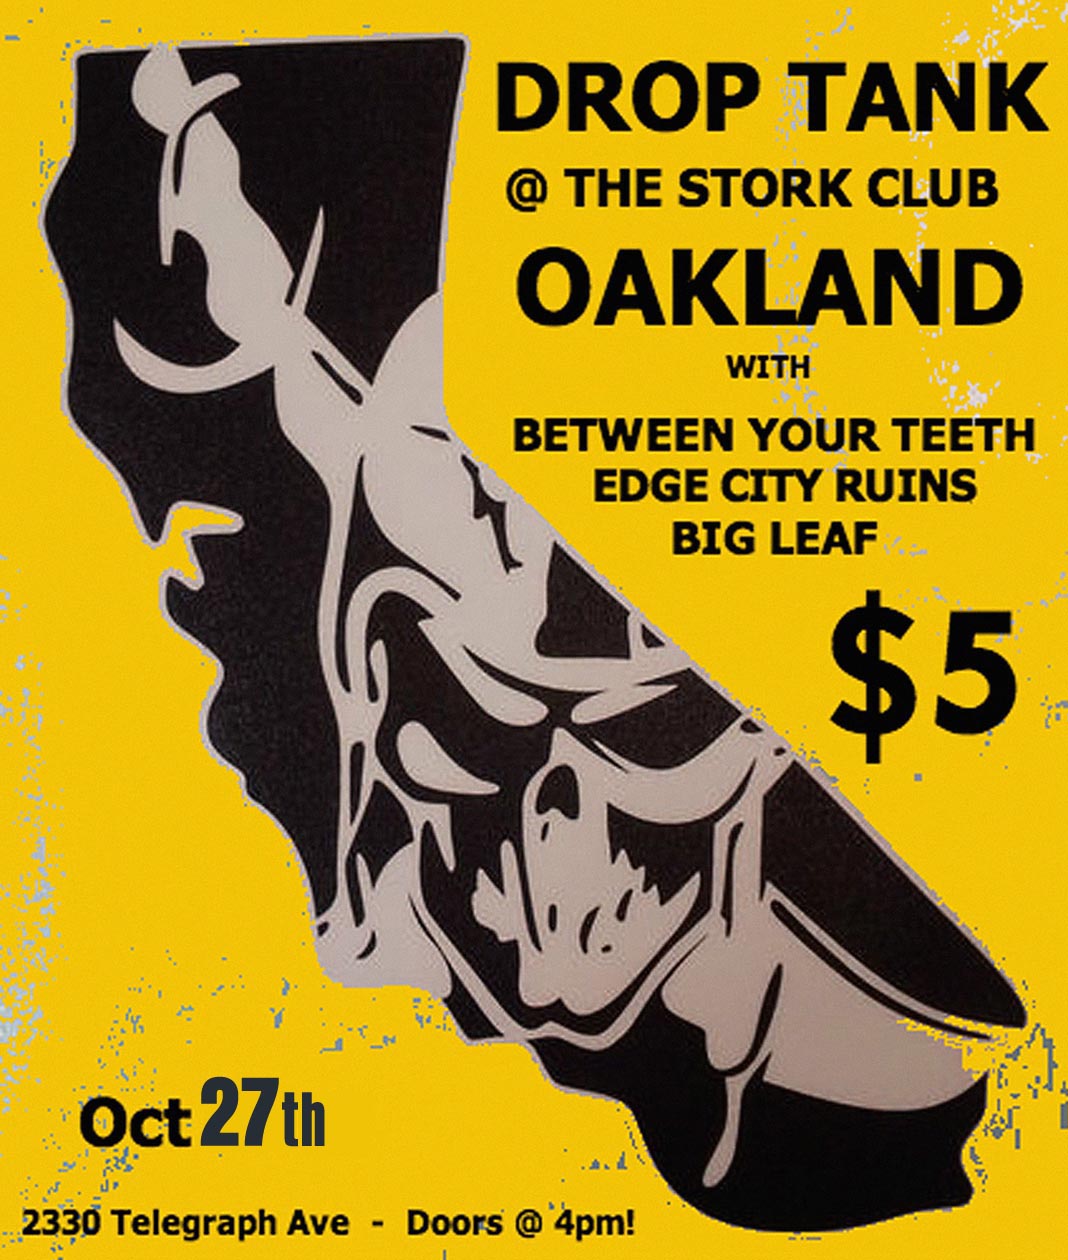 DROP TANK
@ THE STORK CLUB
OAKLAND
WITH
BETWEEN YOUR TEETH
EDGE CITY RUINS
BIG LEAF
$5
Oct 27th
2330 Telegraph Ave - Doors @ 4pm!